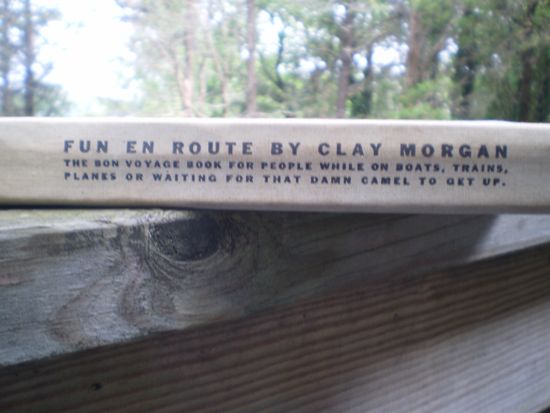 FUN EN ROUTE BY CLAY MORGAN
THE BON VOYAGE BOOK FOR PEOPLE WHILE ON BOATS, TRAINS,
PLANES OR WAITING FOR THAT DAMN CAMEL TO GET UP.